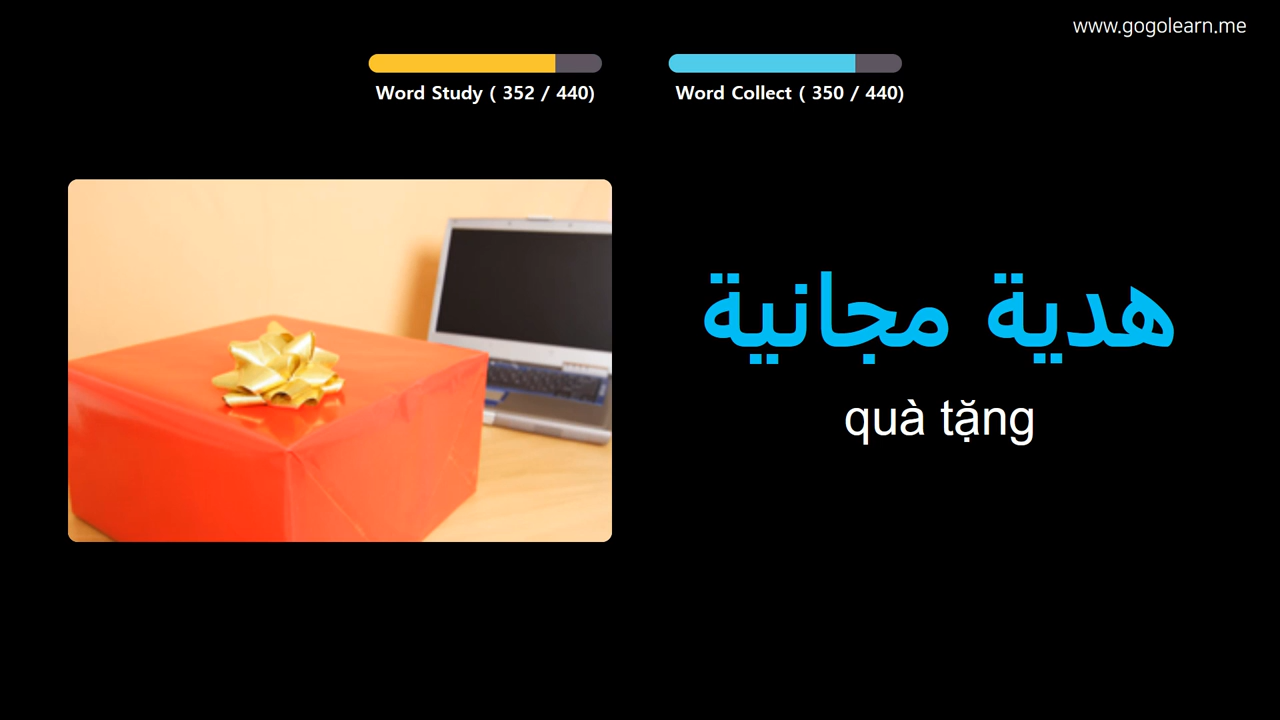 www.gogolearn.me
Word Study ( 352 / 440)
Word Collect ( 350 / 440)
هدية مجانية
quà tặng